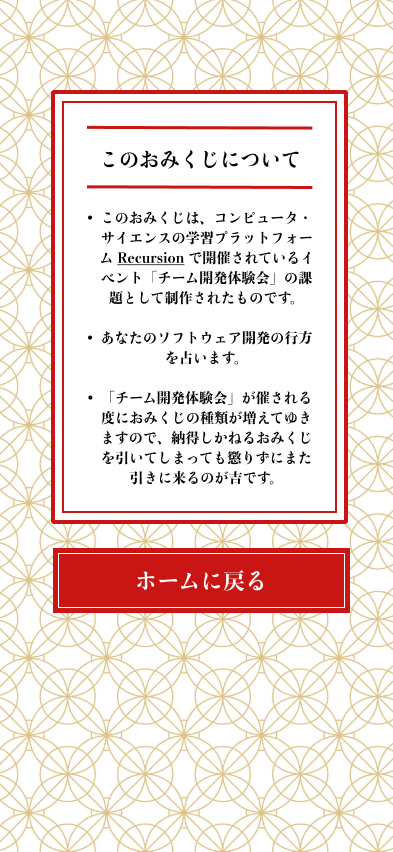 このおみくじについて
• このおみくじは、コンピュータ・
サイエンスの学習プラットフォー
ム Recursion で開催されているイ
ベント「チーム開発体験会」の課
題として制作されたものです。
• あなたのソフトウェア開発の行方
を占います。
• 「チーム開発体験会」が催される
度におみくじの種類が増えてゆき
ますので、納得しかねるおみくじ
を引いてしまっても懲りずにまた
引きに来るのが吉です。
ホームに戻る